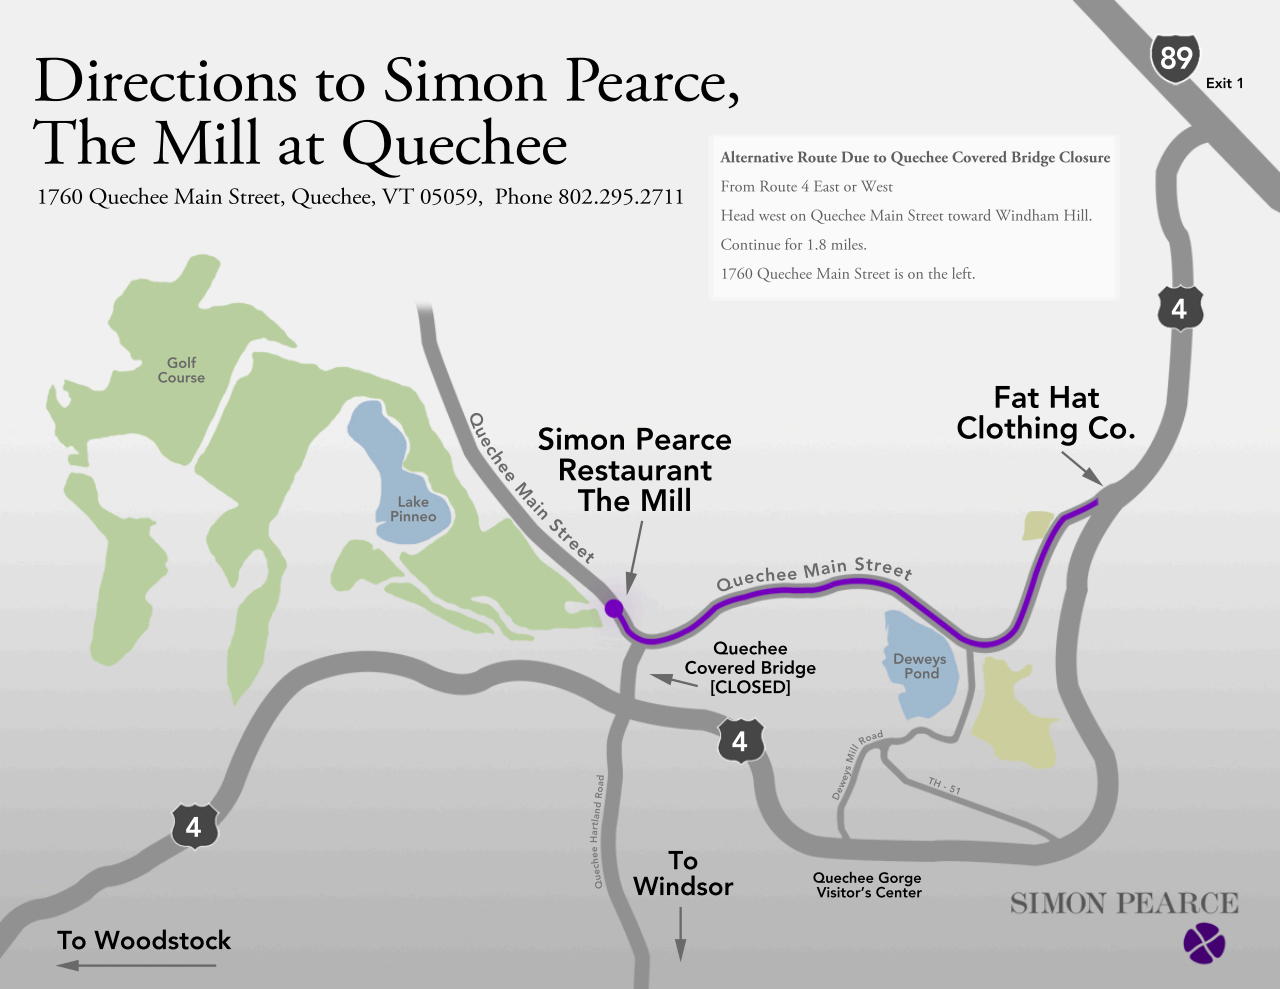 Directions to Simon Pearce,
The Mill at Quechee
1760 Quechee Main Street, Quechee, VT 05059,  Phone 802.295.2711
89
Exit 1
Alternative Route Due to Quechee Covered Bridge Closure
From Route 4 East or West
Head west on Quechee Main Street toward Windham Hill.
Continue for 1.8 miles.
1760 Quechee Main Street is on the left.
4
Golf
Course
Fat Hat
Clothing Co.
Quechee Main Street
Simon Pearce
Restaurant
The Mill
Lake
Pinneo
Quechee Main Street
Quechee
Covered Bridge
[CLOSED]
Deweys
Pond
4
Deweys Mill Road
TH - 51
4
Quechee Hartland Road
To
Windsor
Quechee Gorge
Visitor's Center
SIMON PEARCE
To Woodstock